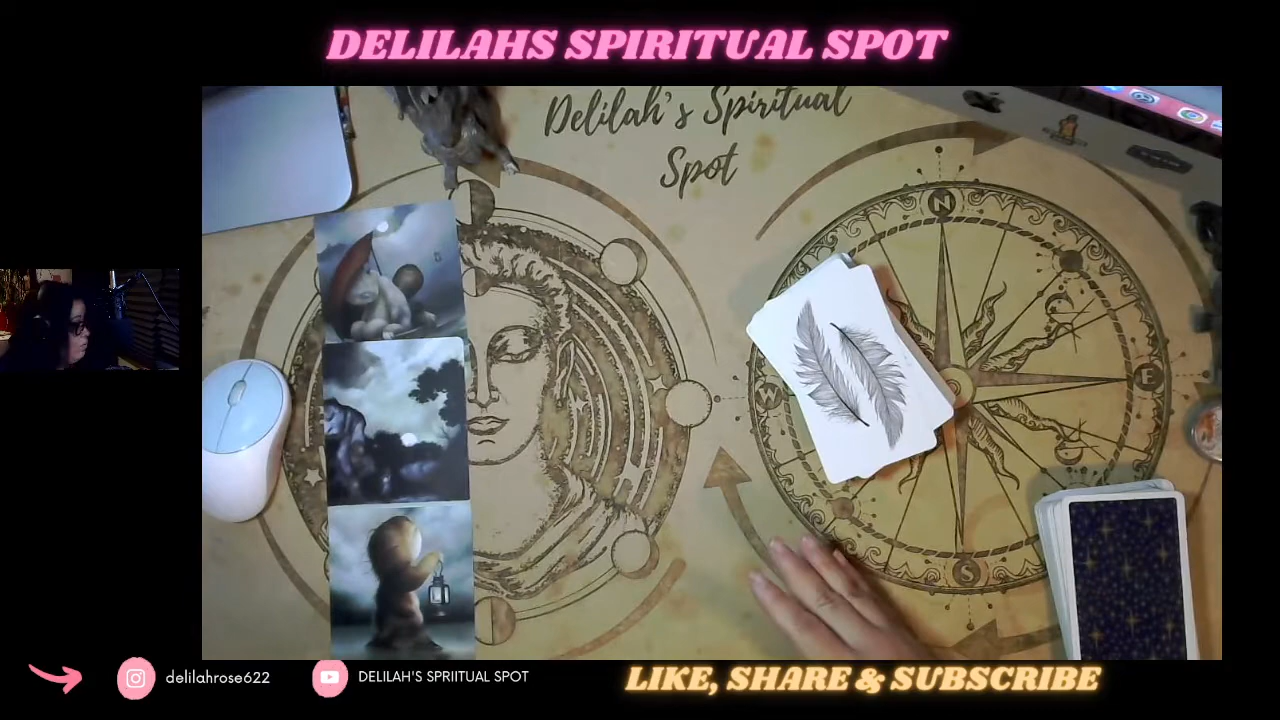 DELILAHS SPIRITUAL SPOT
Delilah's Spiritual
Spot
N
W
E
S
delilahrose622
DELILAH'S SPRIITUAL SPOT
LIKE, SHARE & SUBSCRIBE